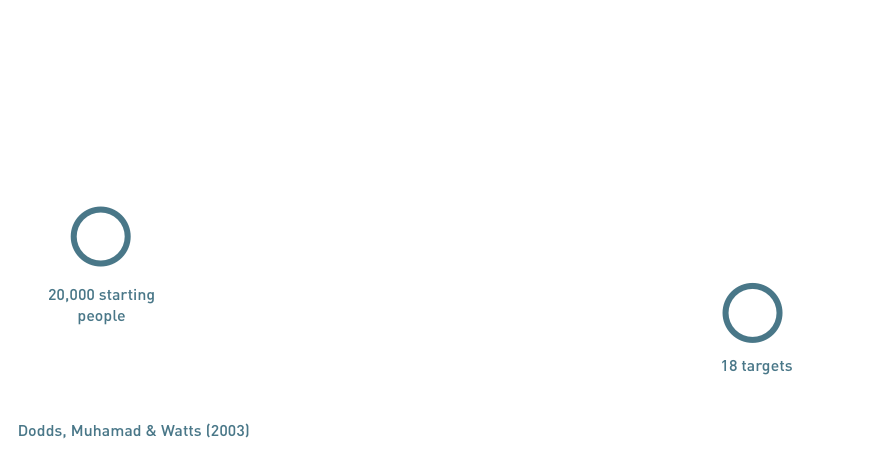 20,000 starting
people
18 targets
Dodds, Muhamad & Watts (2003)